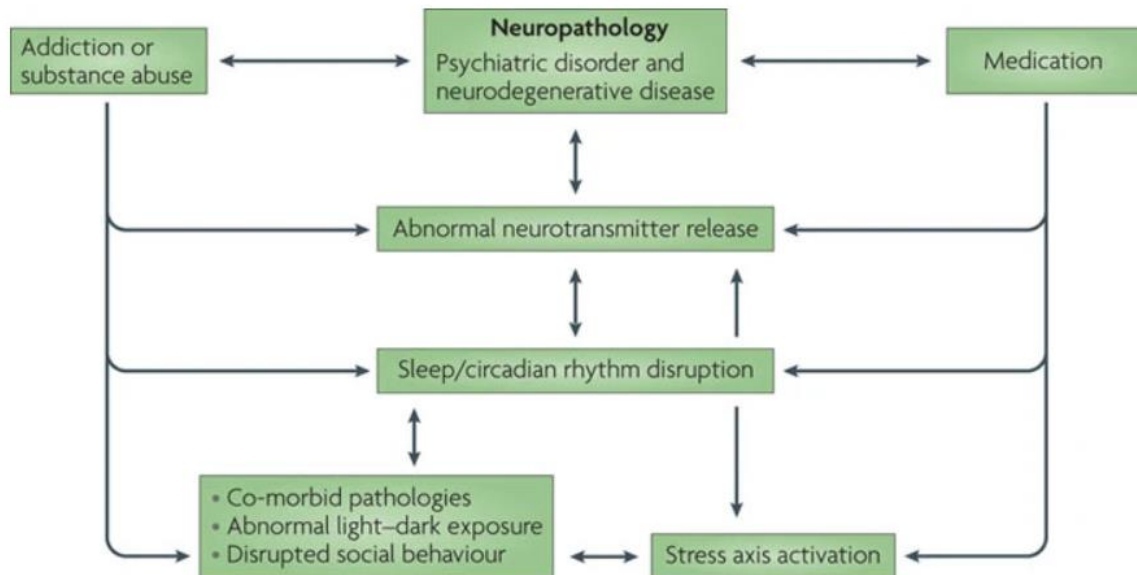 Addiction or
substance abuse
Neuropathology
Psychiatric disorder and
neurodegenerative disease
Medication
Abnormal neurotransmitter release
Sleep/circadian rhythm disruption
• Co-morbid pathologies
• Abnormal light–dark exposure
• Disrupted social behaviour
Stress axis activation